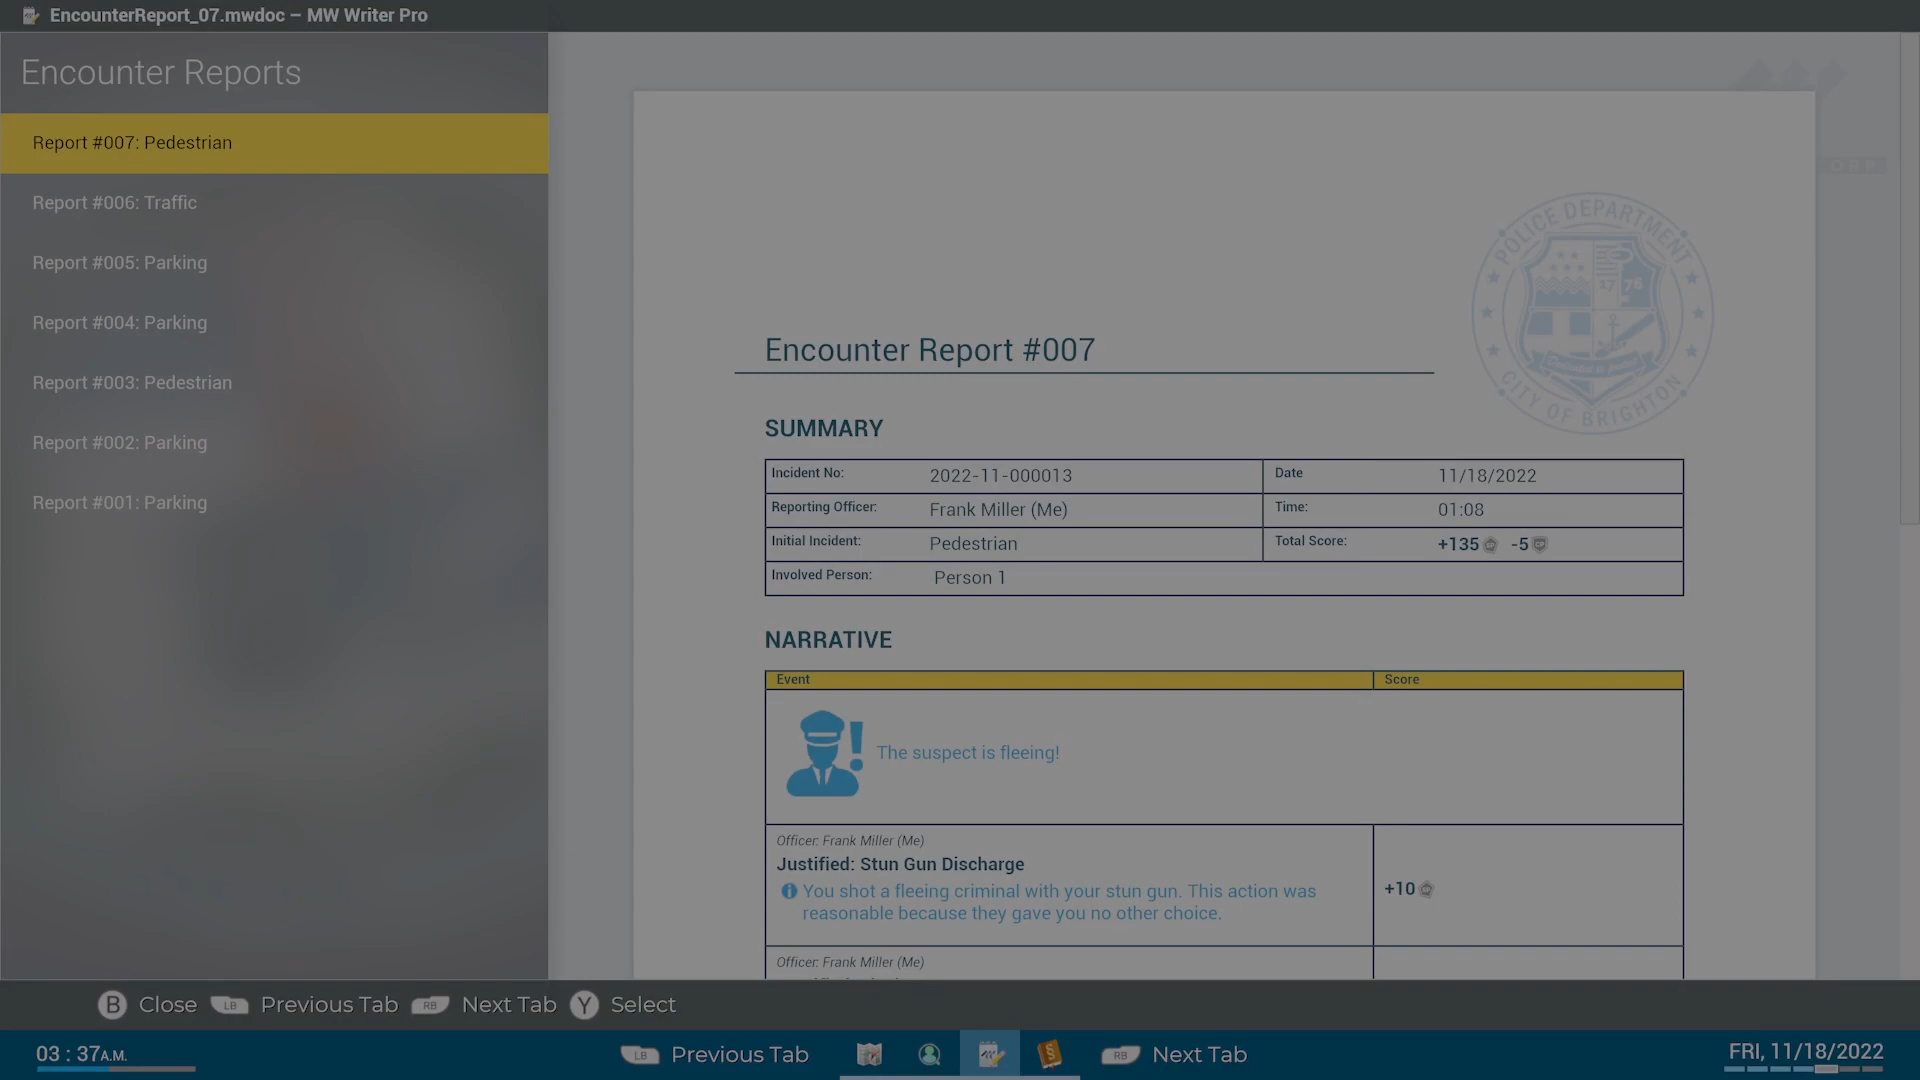 EncounterReport_07.mwdoc – MW Writer Pro
Encounter Reports
Report #007: Pedestrian
Report #006: Traffic
Report #005: Parking
Report #004: Parking
Report #003: Pedestrian
Report #002: Parking
Report #001: Parking
POLICE DEPARTMENT
1776
CITY OF BRIGHTON
Encounter Report #007
SUMMARY
Incident No: 2022-11-000013 Date 11/18/2022
Reporting Officer: Frank Miller (Me) Time: 01:08
Initial Incident: Pedestrian Total Score: +135 -5
Involved Person: Person 1
NARRATIVE
Event Score
The suspect is fleeing!
Officer: Frank Miller (Me)
Justified: Stun Gun Discharge
You shot a fleeing criminal with your stun gun. This action was
reasonable because they gave you no other choice.
+10
Officer: Frank Miller (Me)
B Close LB Previous Tab RB Next Tab Y Select
03 : 37A.M.
LB Previous Tab RB Next Tab
FRI, 11/18/2022